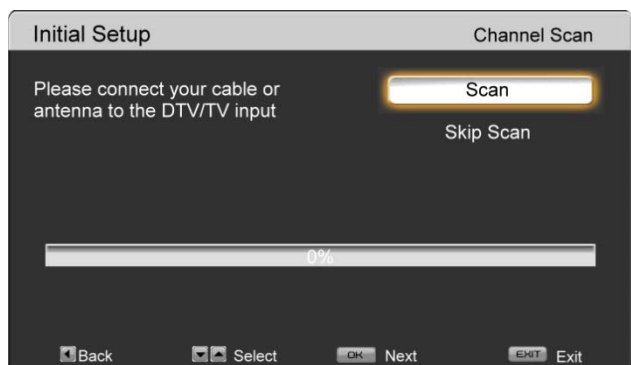 Initial Setup
Channel Scan
Please connect your cable or
antenna to the DTV/TV input
Scan
Skip Scan
0%
Back
Select
OK Next
EXIT Exit